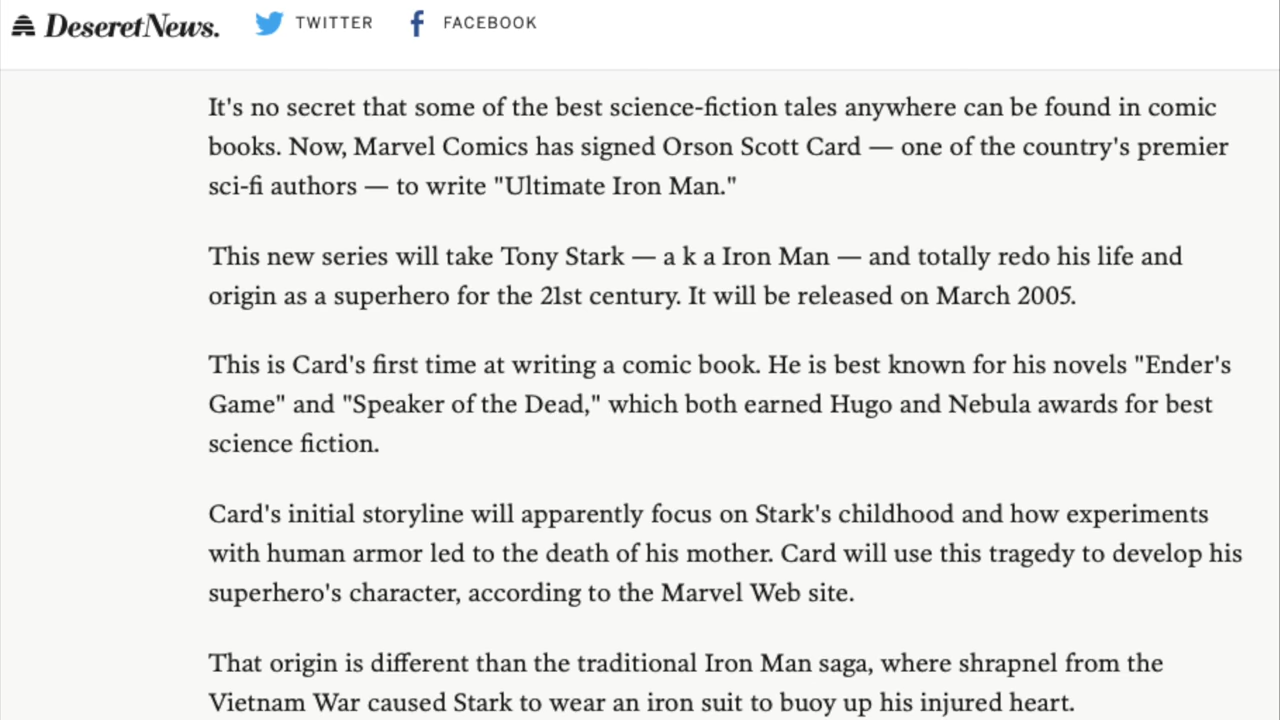 DeseretNews.
TWITTER
FACEBOOK
It's no secret that some of the best science-fiction tales anywhere can be found in comic
books. Now, Marvel Comics has signed Orson Scott Card — one of the country's premier
sci-fi authors — to write "Ultimate Iron Man."
This new series will take Tony Stark — a k a Iron Man — and totally redo his life and
origin as a superhero for the 21st century. It will be released on March 2005.
This is Card's first time at writing a comic book. He is best known for his novels "Ender's
Game" and "Speaker of the Dead," which both earned Hugo and Nebula awards for best
science fiction.
Card's initial storyline will apparently focus on Stark's childhood and how experiments
with human armor led to the death of his mother. Card will use this tragedy to develop his
superhero's character, according to the Marvel Web site.
That origin is different than the traditional Iron Man saga, where shrapnel from the
Vietnam War caused Stark to wear an iron suit to buoy up his injured heart.